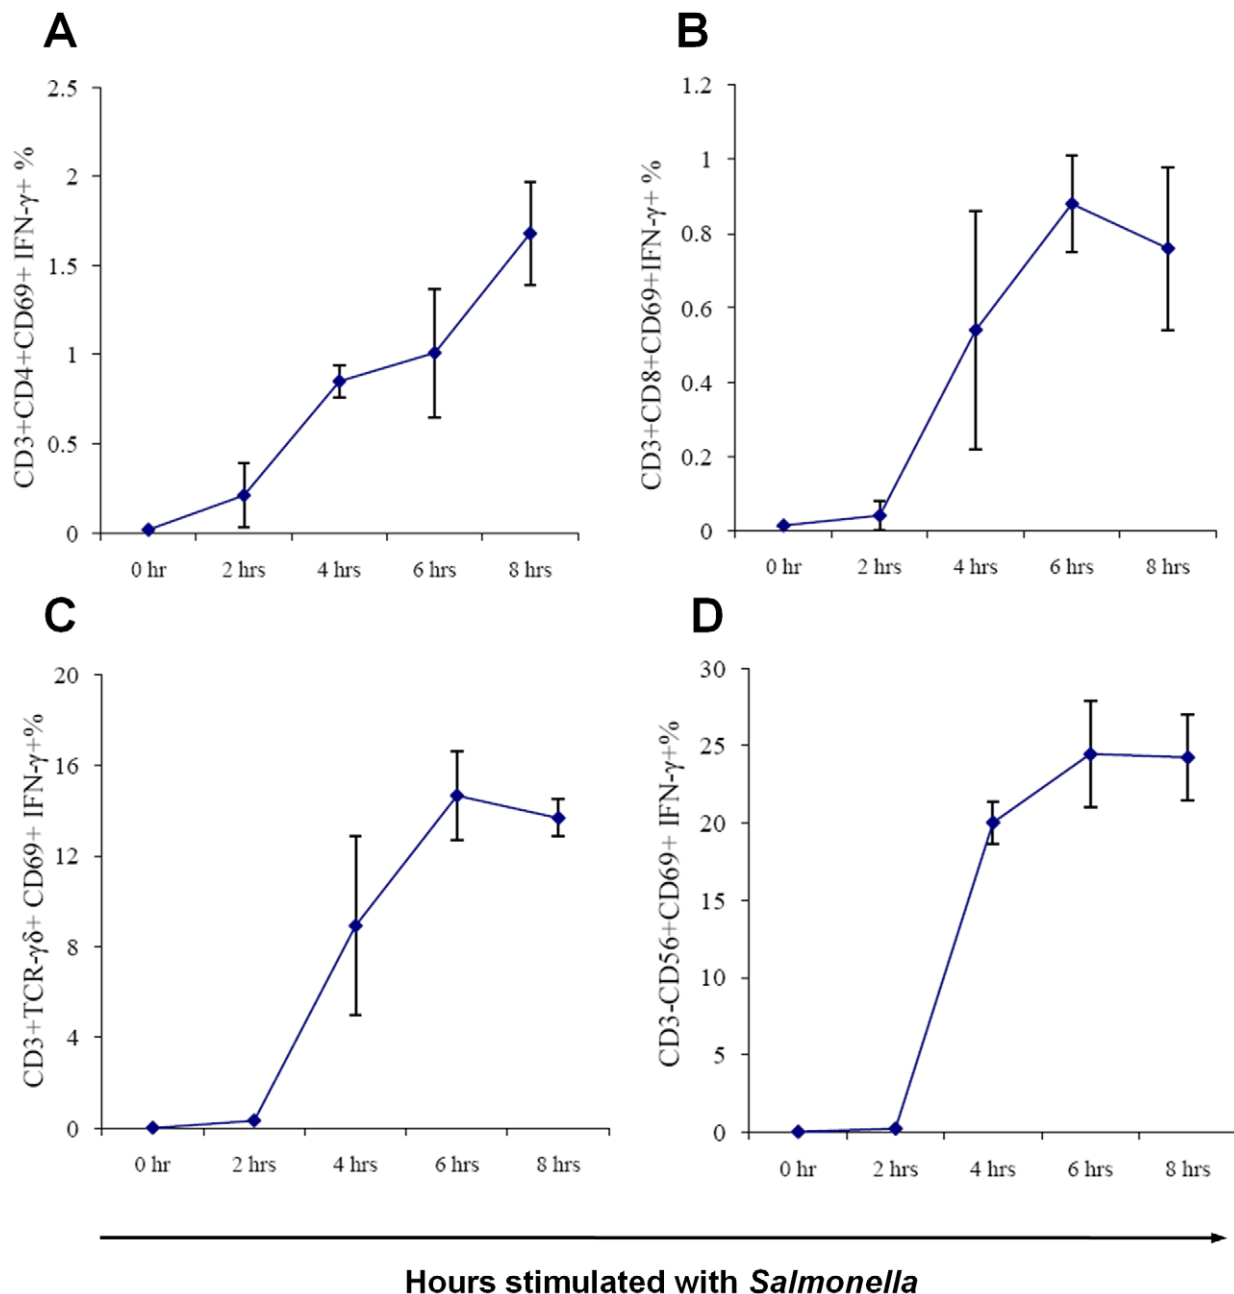 A
CD3+CD4+CD69+ IFN-γ+ %
2.5
2
1.5
1
0.5
0
0 hr 2 hrs 4 hrs 6 hrs 8 hrs
B
CD3+CD8+CD69+IFN-γ+ %
1.2
1
0.8
0.6
0.4
0.2
0
0 hr 2 hrs 4 hrs 6 hrs 8 hrs
C
CD3+TCR-γδ+ CD69+ IFN-γ+%
20
16
12
8
4
0
0 hr 2 hrs 4 hrs 6 hrs 8 hrs
D
CD3-CD56+CD69+ IFN-γ+%
30
25
20
15
10
5
0
0 hr 2 hrs 4 hrs 6 hrs 8 hrs
Hours stimulated with Salmonella